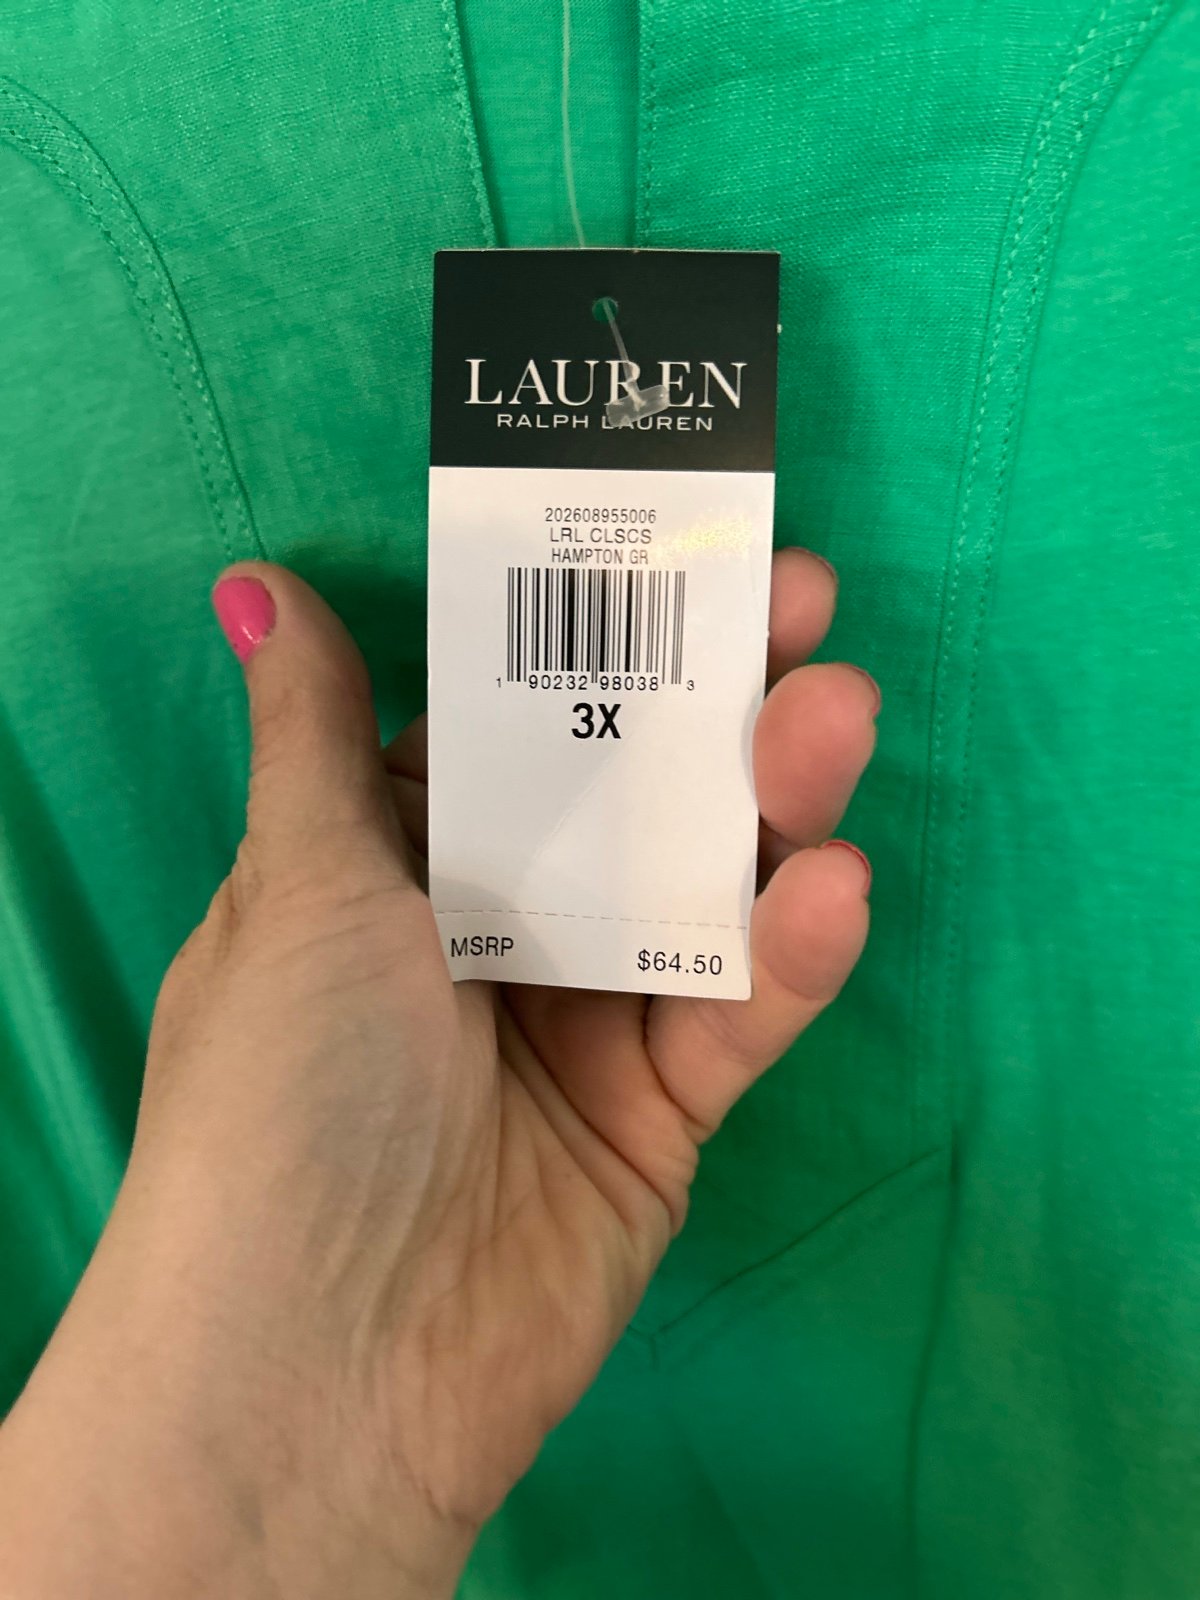 LAUREN
RALPH LAUREN
202608955006
LRL CLSCS
HAMPTON GR
1 90232 98038 3
3X
MSRP $64.50